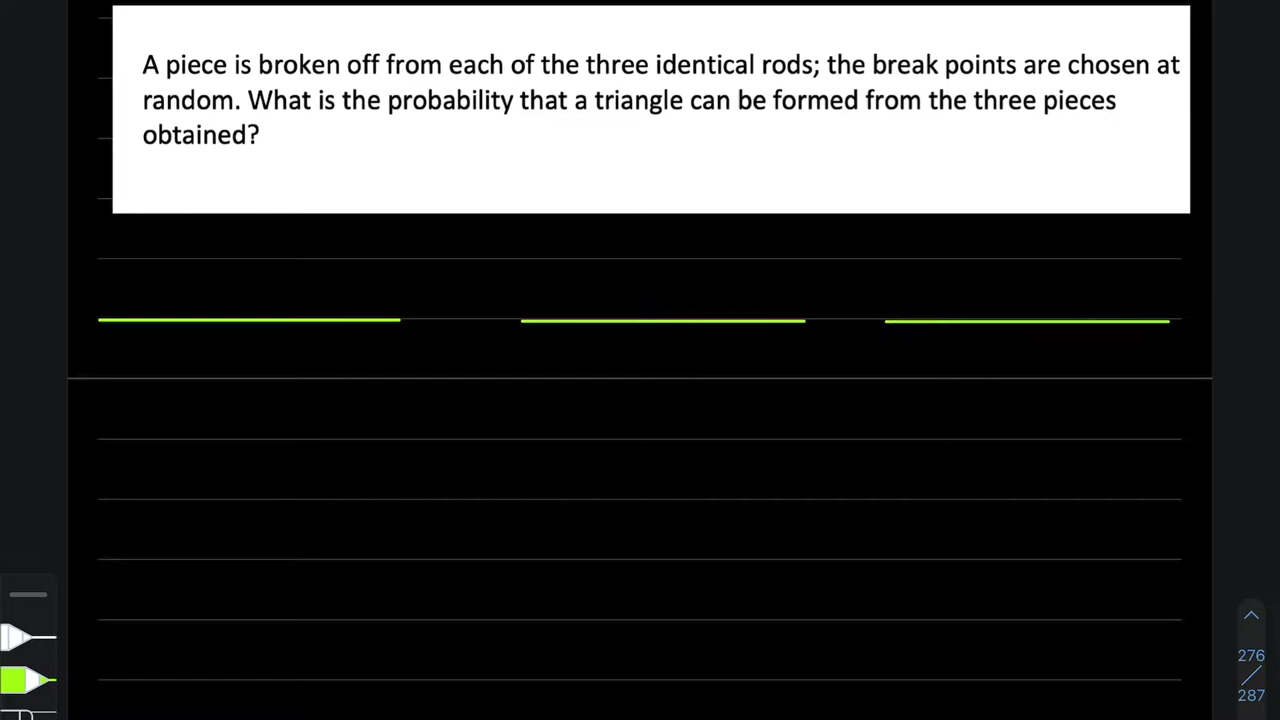 A piece is broken off from each of the three identical rods; the break points are chosen at
random. What is the probability that a triangle can be formed from the three pieces
obtained?
276
287